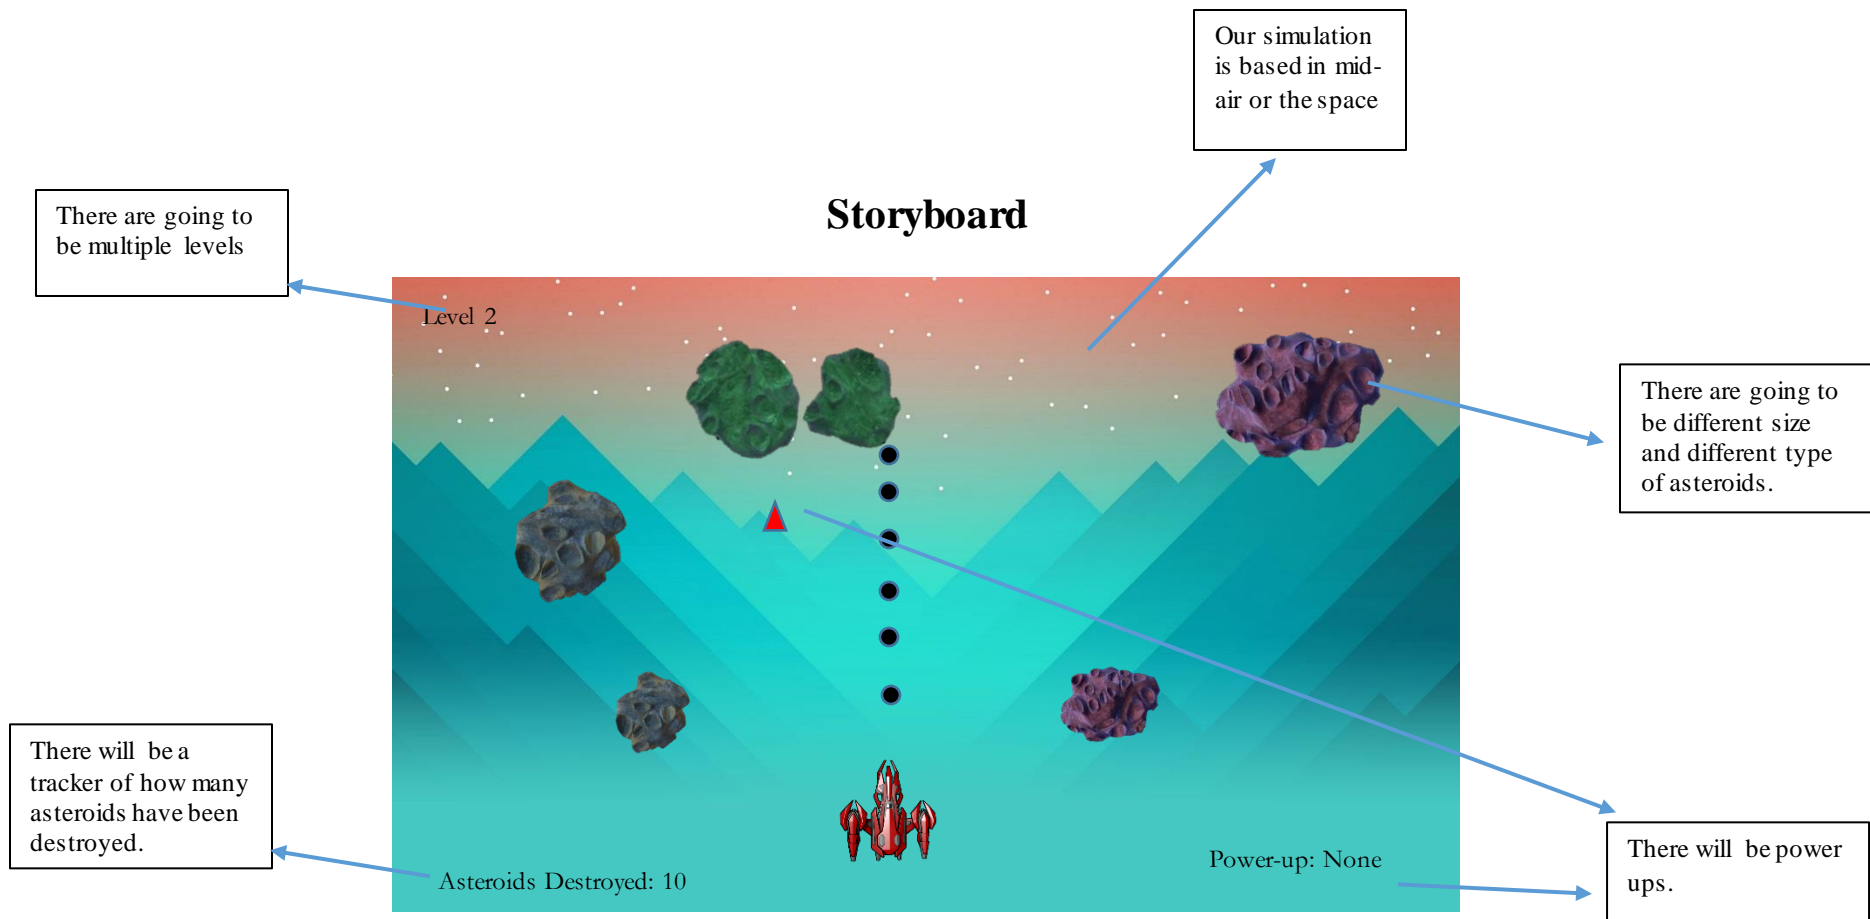 Our simulation
is based in mid-
air or the space
Storyboard
There are going to
be multiple levels
Level 2
There are going to
be different size
and different type
of asteroids.
There will be a
tracker of how many
asteroids have been
destroyed.
Asteroids Destroyed: 10
Power-up: None
There will be power
ups.